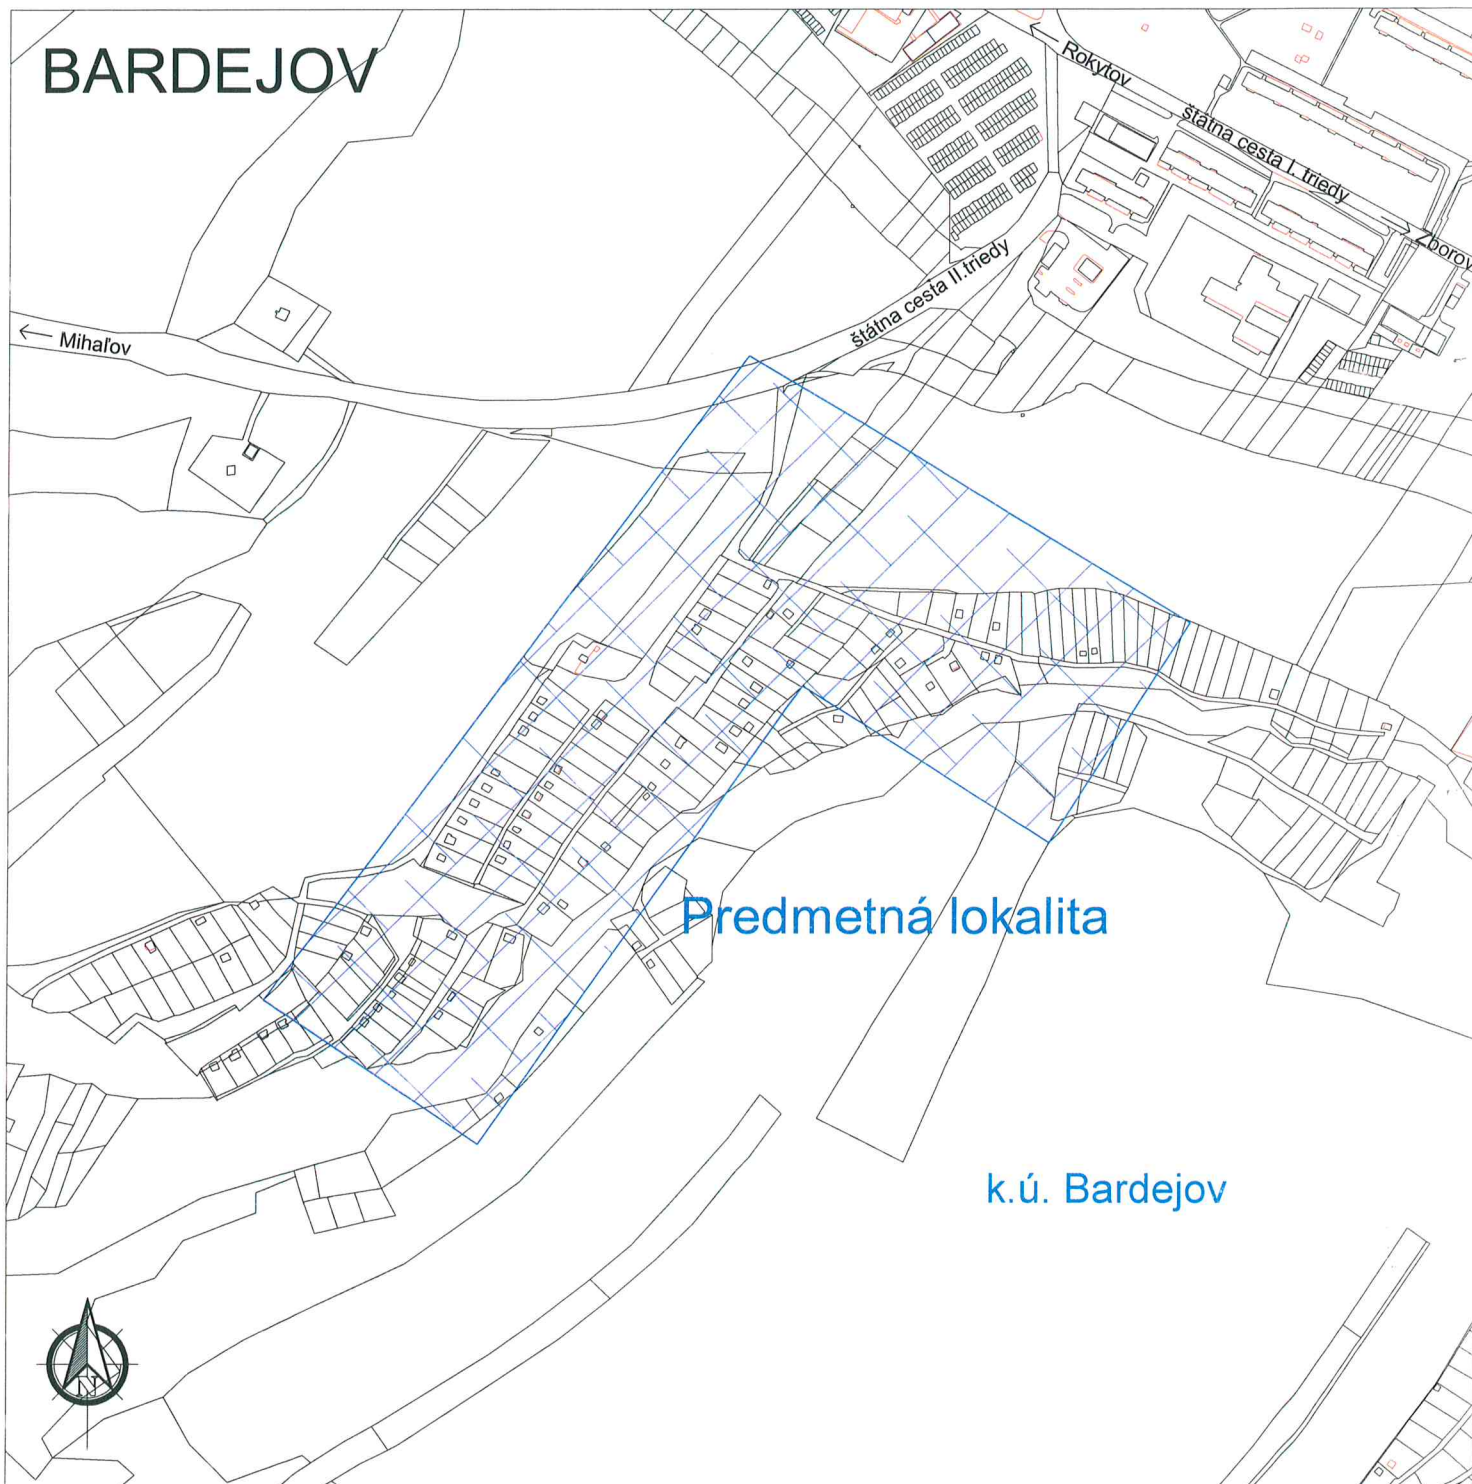 BARDEJOV
← Rokytov
štátna cesta I. triedy
→ Zborov
štátna cesta II.triedy
← Mihaľov
Predmetná lokalita
k.ú. Bardejov
N